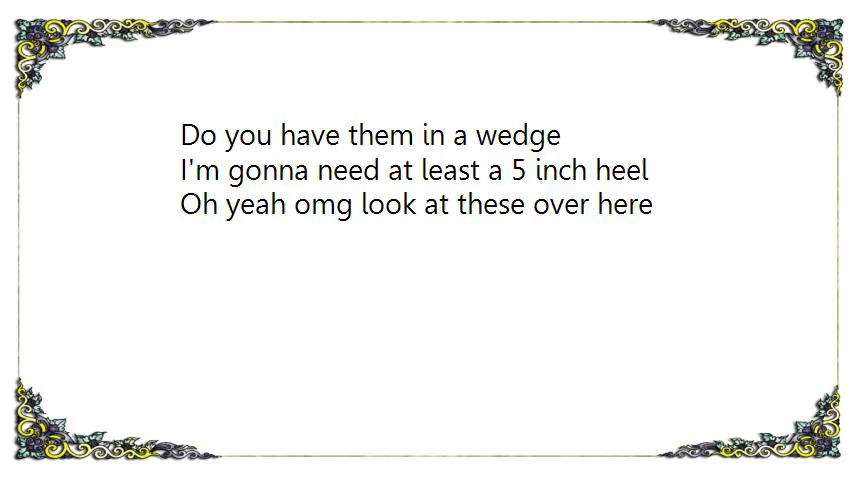 Do you have them in a wedge
I'm gonna need at least a 5 inch heel
Oh yeah omg look at these over here